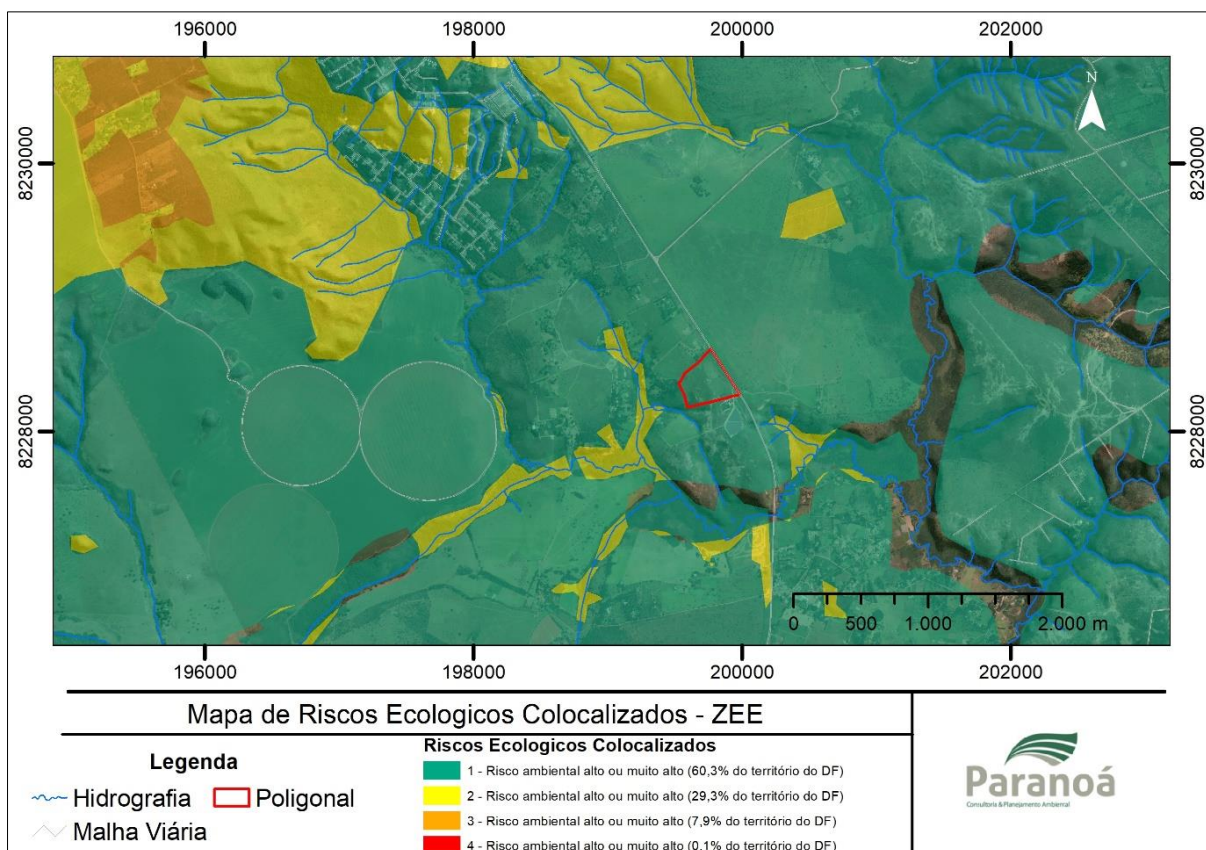 196000 198000 200000 202000
N
8230000 8230000
8228000 8228000
0 500 1.000 2.000 m
196000 198000 200000 202000
Mapa de Riscos Ecologicos Colocalizados - ZEE
Legenda
Hidrografia Poligonal
Malha Viária
Riscos Ecologicos Colocalizados
1 - Risco ambiental alto ou muito alto (60,3% do território do DF)
2 - Risco ambiental alto ou muito alto (29,3% do território do DF)
3 - Risco ambiental alto ou muito alto (7,9% do território do DF)
4 - Risco ambiental alto ou muito alto (0,1% do território do DF)
Paranoá
Consultoria & Planejamento Ambiental